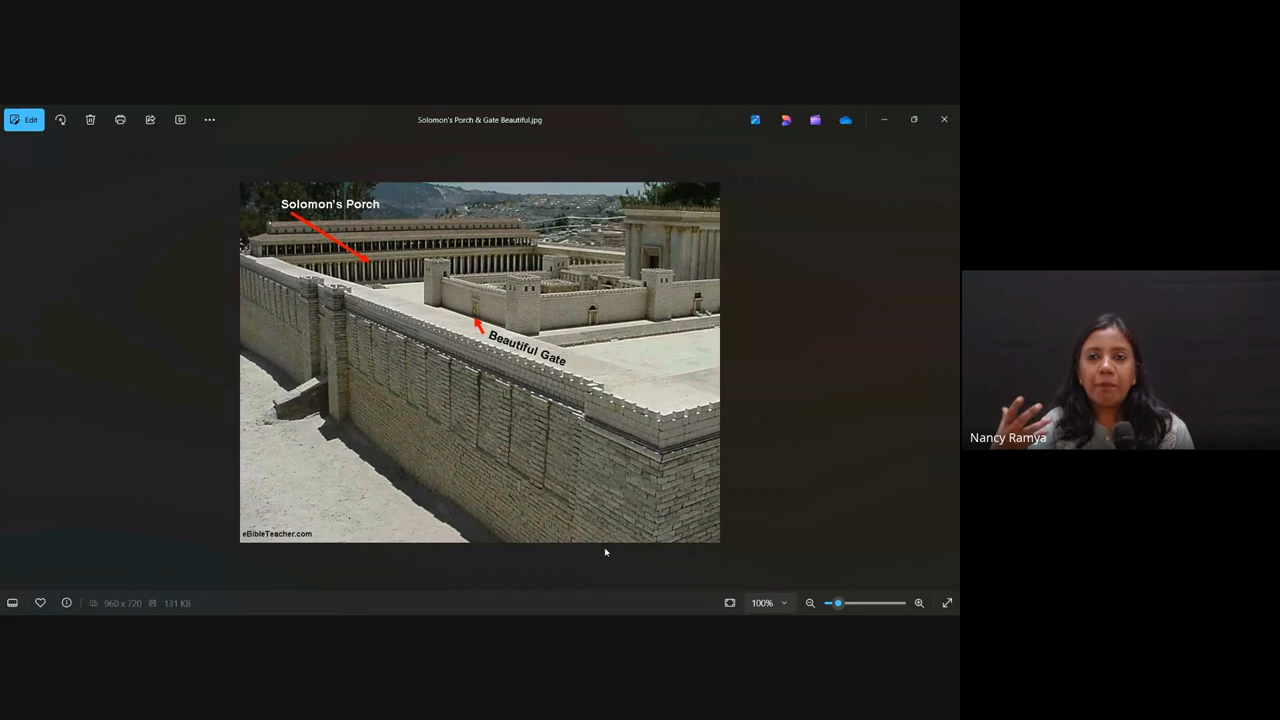 Edit
Solomon's Porch & Gate Beautiful.jpg
Solomon's Porch
Beautiful Gate
eBibleTeacher.com
Nancy Ramya
960 x 720
131 KB
100%